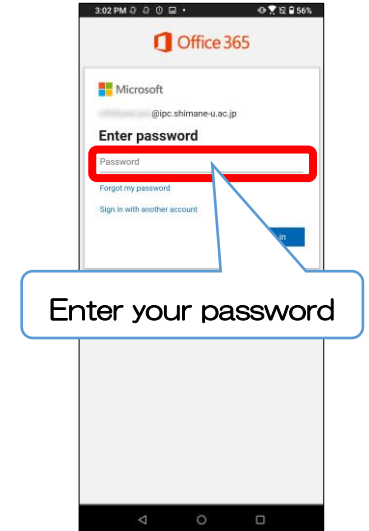 3:02 PM 56%
Office 365
Microsoft
@ipc.shimane-u.ac.jp
Enter password
Password
Forgot my password
Sign in with another account
in
Enter your password